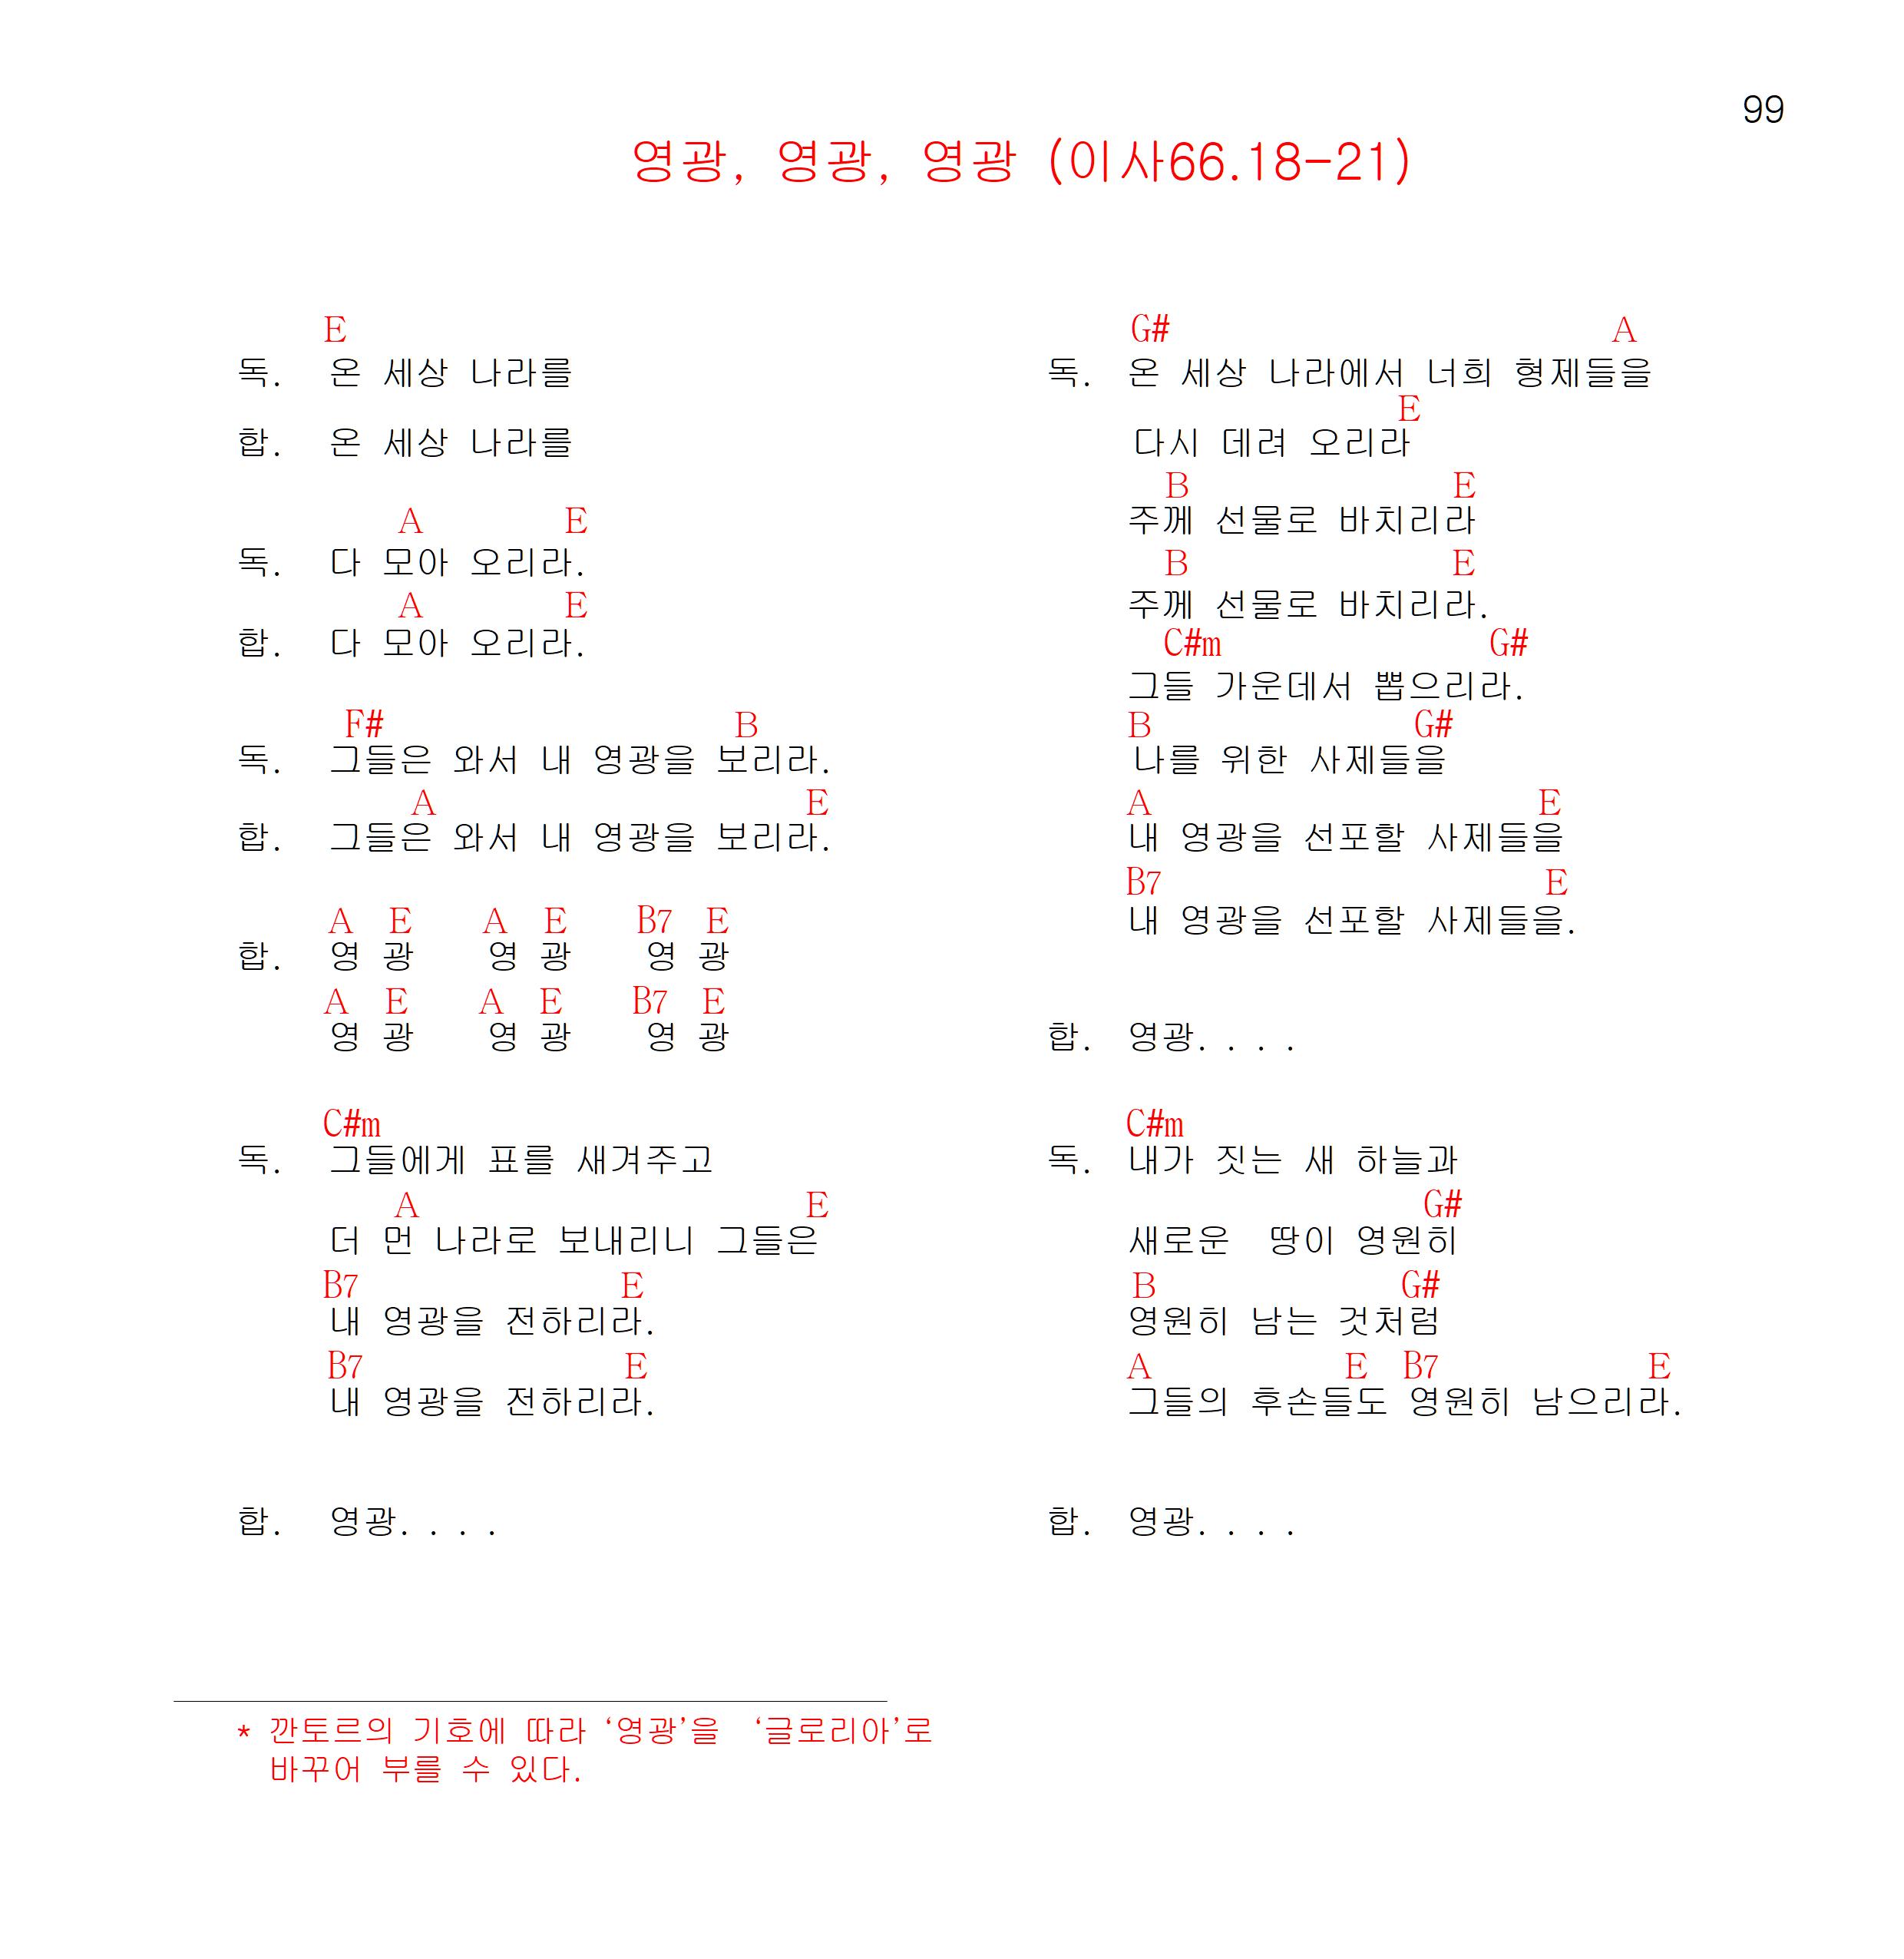 99
영광, 영광, 영광 (이사66.18-21)
E
독. 온 세상 나라를
합. 온 세상 나라를
A E
독. 다 모아 오리라.
A E
합. 다 모아 오리라.
F# B
독. 그들은 와서 내 영광을 보리라.
A E
합. 그들은 와서 내 영광을 보리라.
A E A E B7 E
합. 영 광 영 광 영 광
A E A E B7 E
영 광 영 광 영 광
C#m
독. 그들에게 표를 새겨주고
A E
더 먼 나라로 보내리니 그들은
B7 E
내 영광을 전하리라.
B7 E
내 영광을 전하리라.
합. 영광. . . .
G# A
독. 온 세상 나라에서 너희 형제들을
E
다시 데려 오리라
B E
주께 선물로 바치리라
B E
주께 선물로 바치리라.
C#m G#
그들 가운데서 뽑으리라.
B G#
나를 위한 사제들을
A E
내 영광을 선포할 사제들을
B7 E
내 영광을 선포할 사제들을.
합. 영광. . . .
C#m
독. 내가 짓는 새 하늘과
G#
새로운 땅이 영원히
B G#
영원히 남는 것처럼
A E B7 E
그들의 후손들도 영원히 남으리라.
합. 영광. . . .
* 깐토르의 기호에 따라 ‘영광’을 ‘글로리아’로
바꾸어 부를 수 있다.